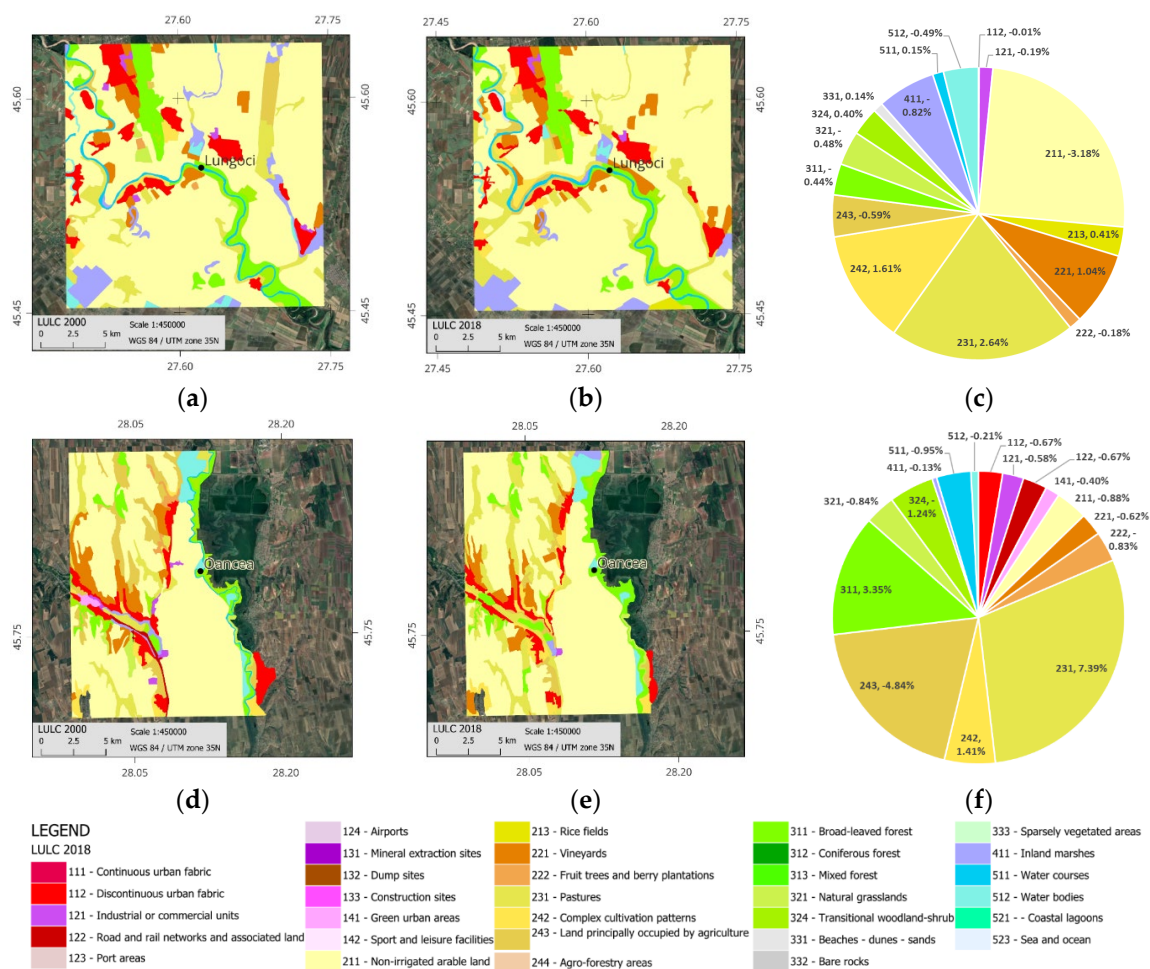 27.60
27.75
27.45
27.60
27.75
45.60
45.45
Lungoci
LULC 2000
Scale 1:450000
0 2.5 5 km
WGS 84 / UTM zone 35N
27.60
27.75
(a)
45.60
45.45
Lungoci
LULC 2018
Scale 1:450000
0 2.5 5 km
WGS 84 / UTM zone 35N
27.45
27.60
27.75
(b)
512, -0.49%
112, -0.01%
511, 0.15%
121, -0.19%
331, 0.14%
411, -
0.82%
324, 0.40%
321, -
0.48%
211, -3.18%
311, -
0.44%
213, 0.41%
243, -0.59%
221, 1.04%
242, 1.61%
222, -0.18%
231, 2.64%
(c)
28.05
28.20
28.05
28.20
45.75
Oancea
LULC 2000
Scale 1:450000
0 2.5 5 km
WGS 84 / UTM zone 35N
28.05
28.20
(d)
45.75
Oancea
45.75
LULC 2018
Scale 1:450000
0 2.5 5 km
WGS 84 / UTM zone 35N
28.05
28.20
(e)
512, -0.21%
112, -0.67%
511, -0.95%
121, -0.58%
122, -0.67%
411, -0.13%
141, -0.40%
321, -0.84%
324, -
1.24%
211, -0.88%
221, -0.62%
222, -
0.83%
311, 3.35%
243, -4.84%
231, 7.39%
242,
1.41%
(f)
LEGEND
LULC 2018
111 - Continuous urban fabric
112 - Discontinuous urban fabric
121 - Industrial or commercial units
122 - Road and rail networks and associated land
123 - Port areas
124 - Airports
131 - Mineral extraction sites
132 - Dump sites
133 - Construction sites
141 - Green urban areas
142 - Sport and leisure facilities
211 - Non-irrigated arable land
213 - Rice fields
221 - Vineyards
222 - Fruit trees and berry plantations
231 - Pastures
242 - Complex cultivation patterns
243 - Land principally occupied by agriculture
244 - Agro-forestry areas
311 - Broad-leaved forest
312 - Coniferous forest
313 - Mixed forest
321 - Natural grasslands
324 - Transitional woodland-shrub
331 - Beaches - dunes - sands
332 - Bare rocks
333 - Sparsely vegetated areas
411 - Inland marshes
511 - Water courses
512 - Water bodies
521 - - Coastal lagoons
523 - Sea and ocean